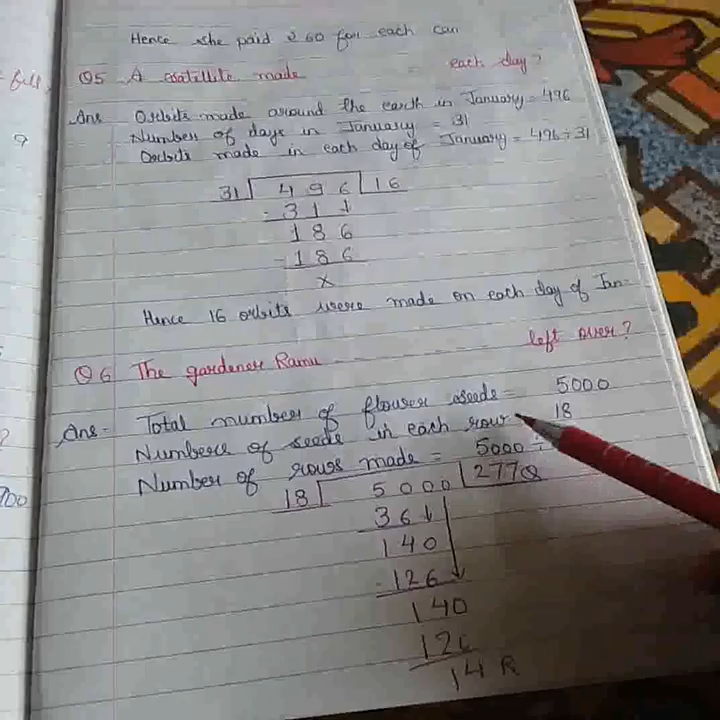 Hence she paid ₹ 60 for each can
Q5 A satellite made each day?
Ans Orbits made around the earth in January = 496
Number of days in January = 31
Orbits made in each day of January = 496 ÷ 31
31 4 9 6 16
- 3 1 ↓
1 8 6
- 1 8 6
x
Hence 16 orbits were made on each day of Jan-
Q6 The gardener Ramu left over?
Ans- Total number of flower seeds = 5000
Numbers of seeds in each row 18
Number of rows made = 5000 ÷
18 5 0 0 0 277Q
3 6 ↓
1 4 0
- 1 2 6
1 4 0
1 2 6
1 4 R
?
700